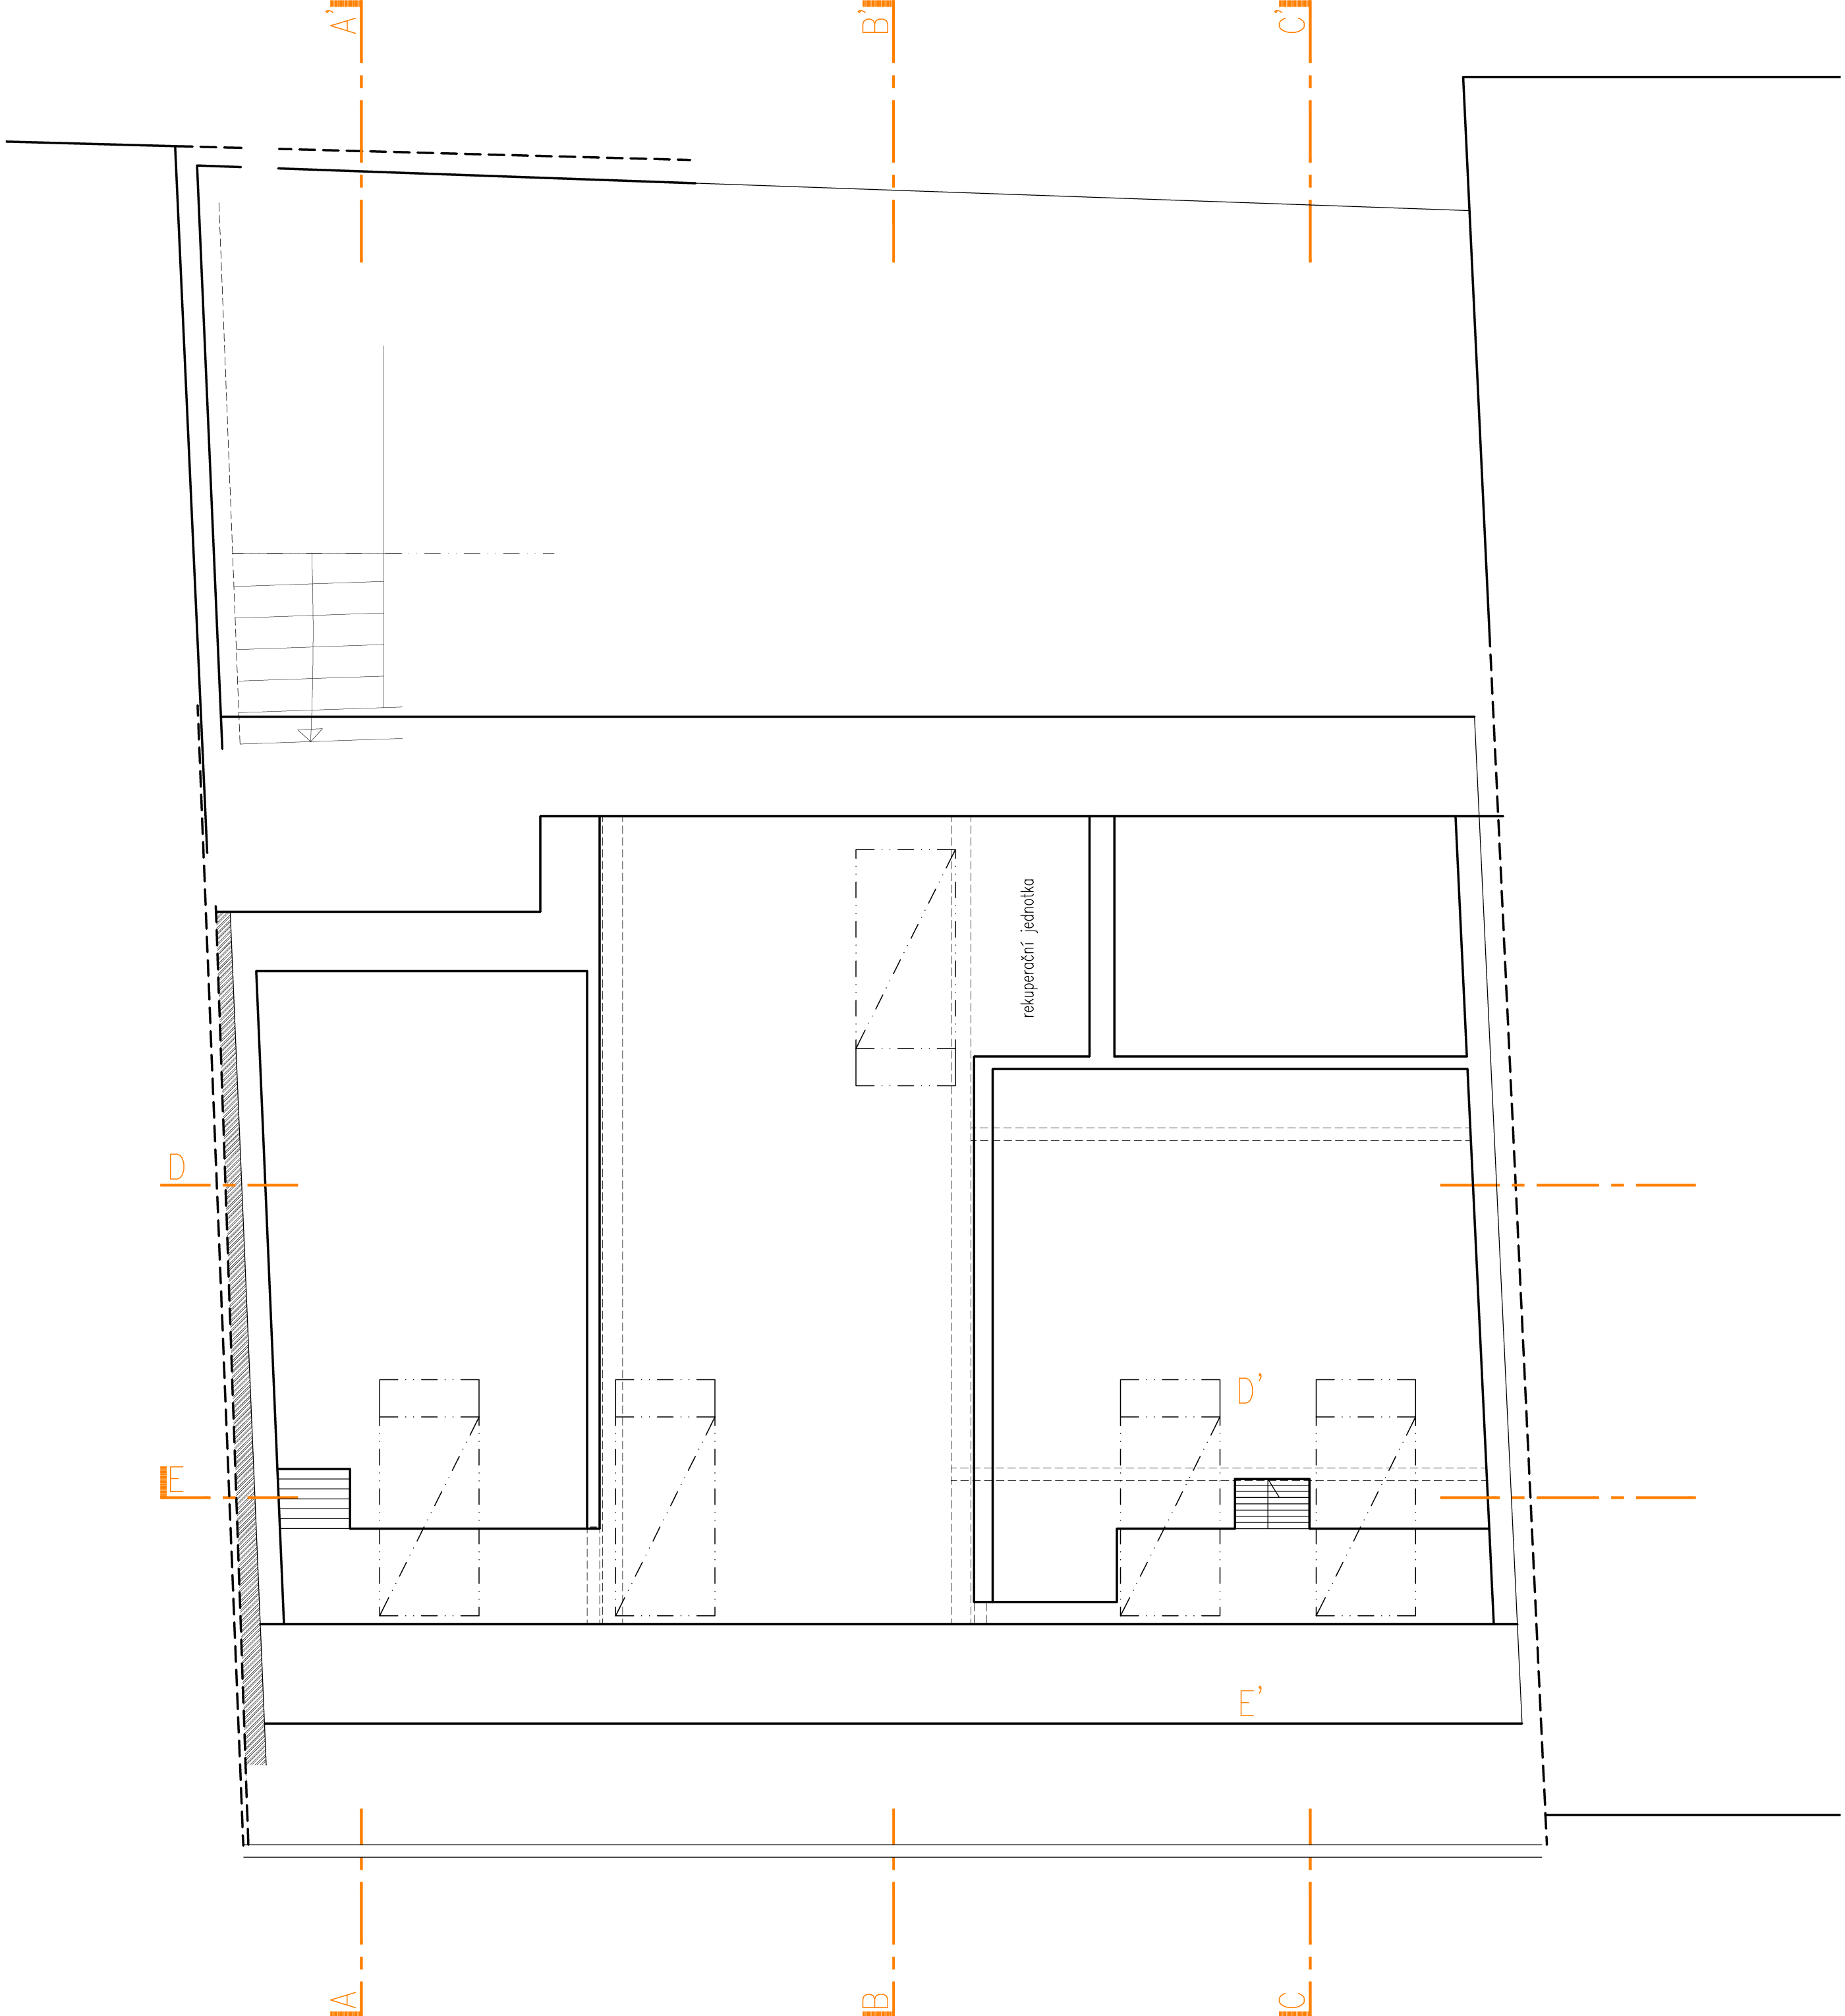 A'
B'
C'
rekuperační jednotka
D
D'
E
E'
A
B
C